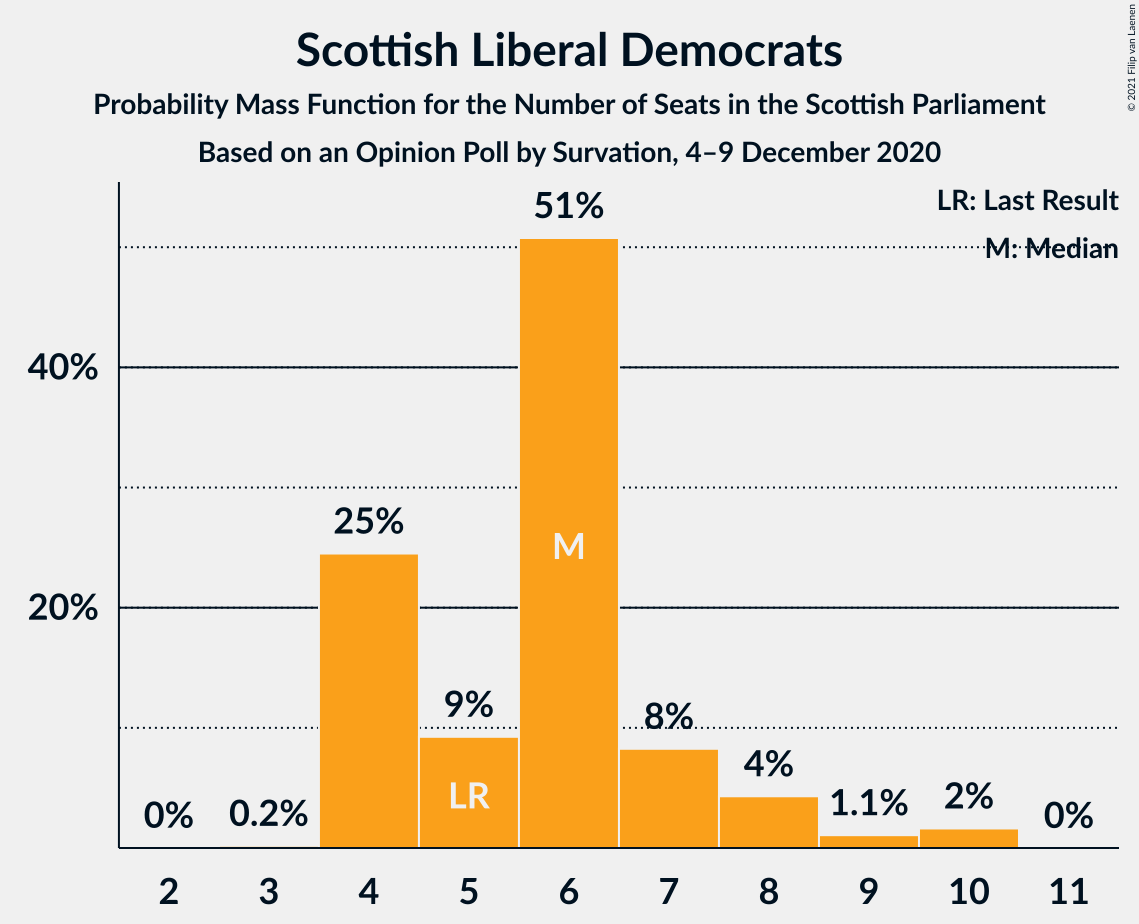 Scottish Liberal Democrats
Probability Mass Function for the Number of Seats in the Scottish Parliament
Based on an Opinion Poll by Survation, 4–9 December 2020
© 2021 Filip van Laenen
LR: Last Result
M: Median
51%
40%
25%
M
20%
9%
8%
4%
LR
0%
0.2%
1.1%
2%
0%
2 3 4 5 6 7 8 9 10 11